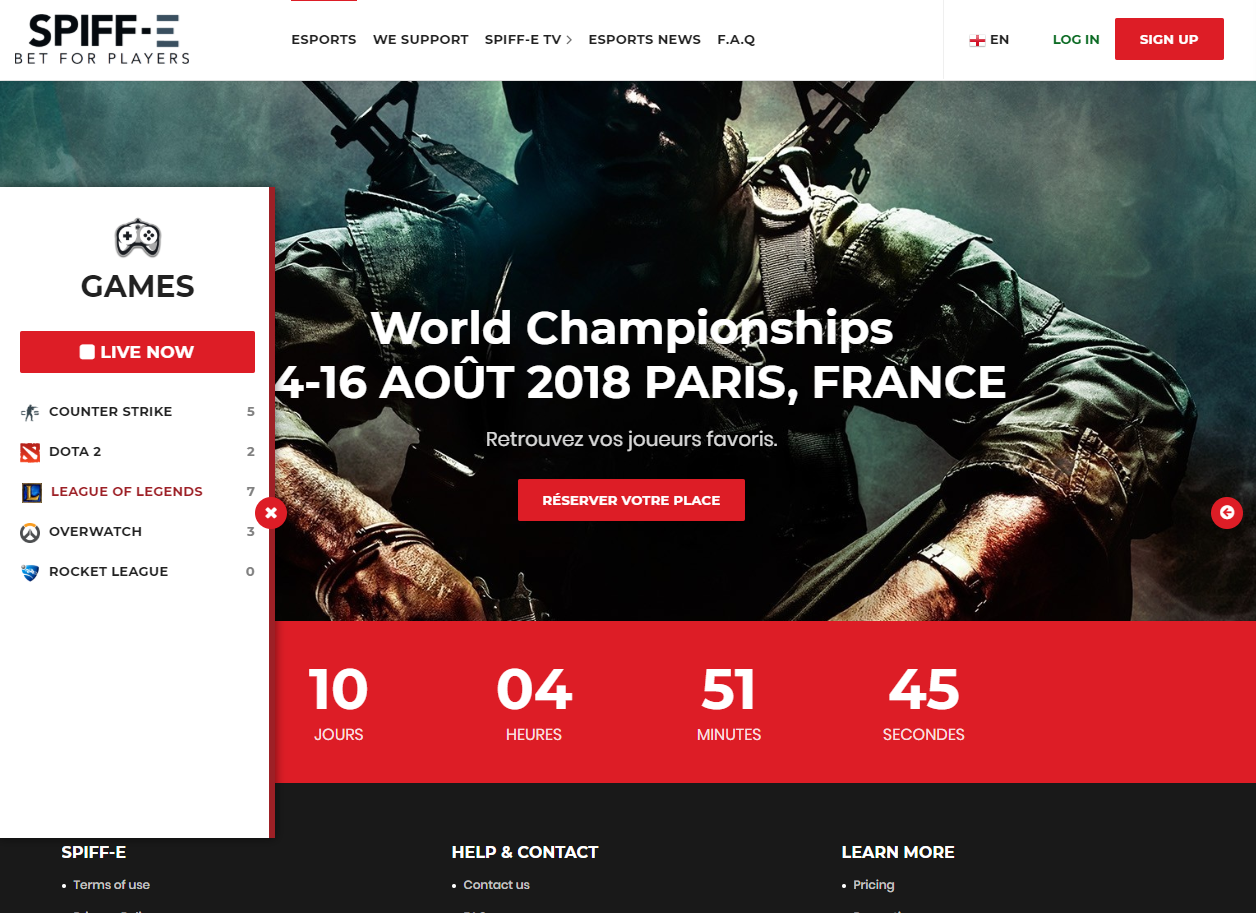 SPIFF-E
BET FOR PLAYERS
ESPORTS
WE SUPPORT
SPIFF-E TV
ESPORTS NEWS
F.A.Q
EN
LOG IN
SIGN UP
GAMES
LIVE NOW
COUNTER STRIKE 5
DOTA 2 2
LEAGUE OF LEGENDS 7
OVERWATCH 3
ROCKET LEAGUE 0
World Championships
4-16 AOÛT 2018 PARIS, FRANCE
Retrouvez vos joueurs favoris.
RÉSERVER VOTRE PLACE
10 04 51 45
JOURS HEURES MINUTES SECONDES
SPIFF-E
Terms of use
HELP & CONTACT
Contact us
LEARN MORE
Pricing